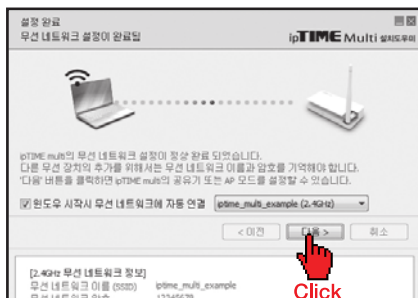 설정 완료
무선 네트워크 설정이 완료됨
ipTIME Multi 설치도우미
ipTIME multi의 무선 네트워크 설정이 정상 완료 되었습니다.
다른 무선 장치의 추가를 위해서는 무선 네트워크 이름과 암호를 기억해야 합니다.
'다음' 버튼을 클릭하면 ipTIME multi의 공유기 또는 AP 모드를 설정할 수 있습니다.
윈도우 시작시 무선 네트워크에 자동 연결 iptime_multi_example (2.4GHz)
< 이전 다음 > 취소
[2.4GHz 무선 네트워크 정보]
무선 네트워크 이름 (SSID) iptime_multi_example
Click